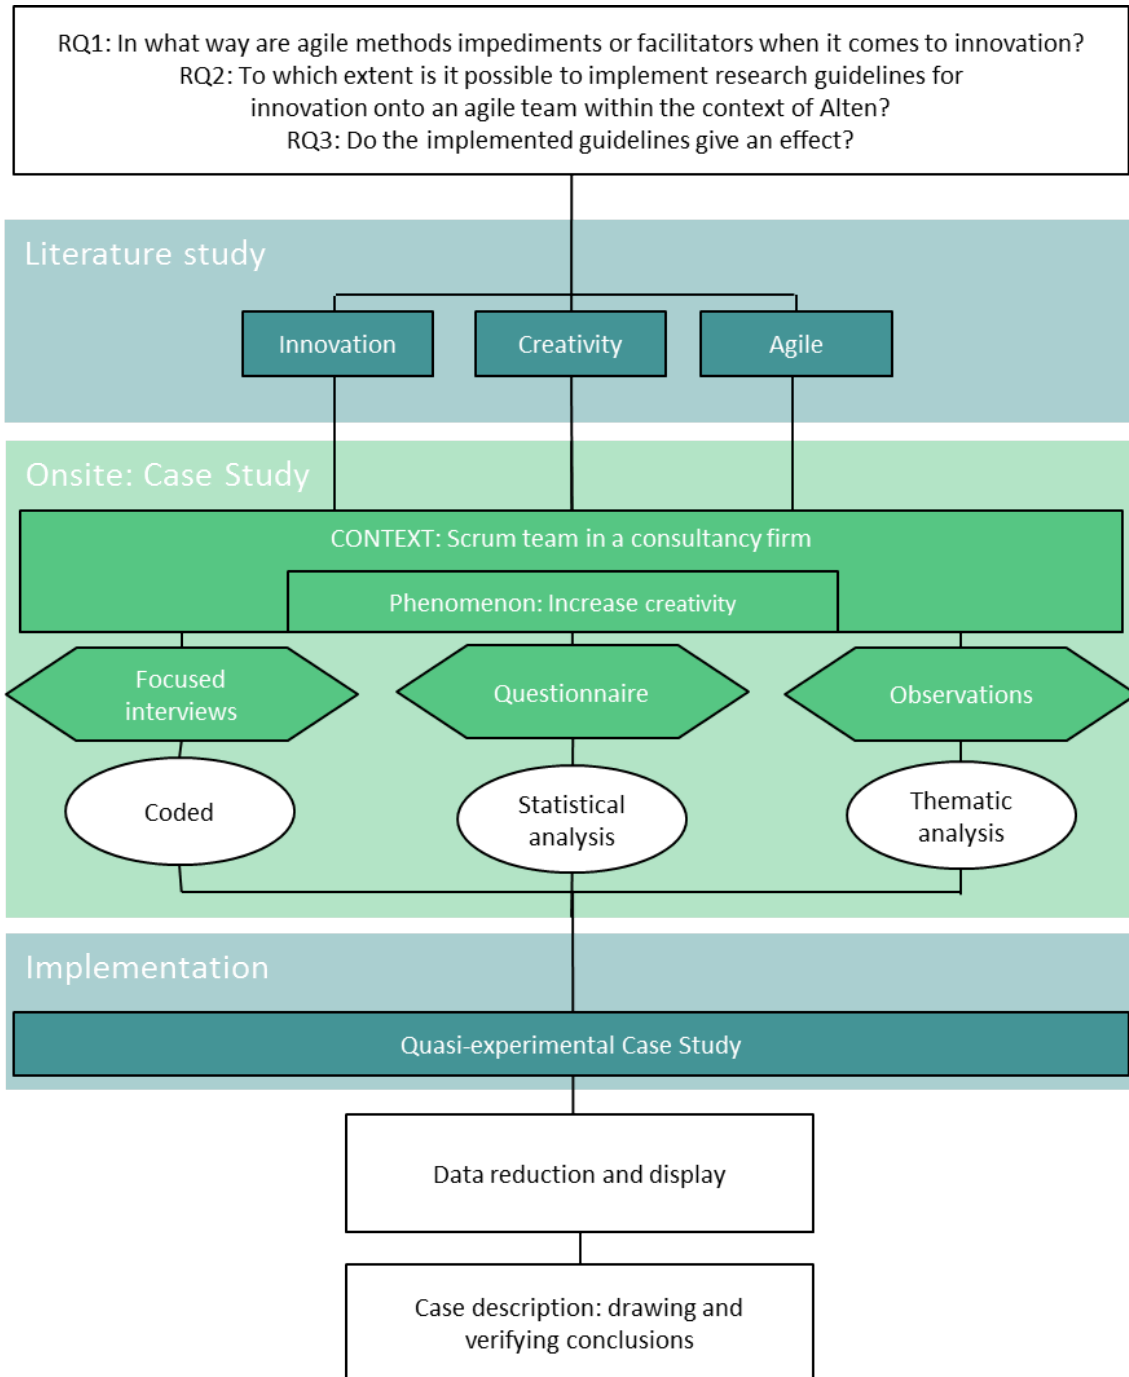 RQ1: In what way are agile methods impediments or facilitators when it comes to innovation?
RQ2: To which extent is it possible to implement research guidelines for
innovation onto an agile team within the context of Alten?
RQ3: Do the implemented guidelines give an effect?
Literature study
Innovation
Creativity
Agile
Onsite: Case Study
CONTEXT: Scrum team in a consultancy firm
Phenomenon: Increase creativity
Focused
interviews
Questionnaire
Observations
Coded
Statistical
analysis
Thematic
analysis
Implementation
Quasi-experimental Case Study
Data reduction and display
Case description: drawing and
verifying conclusions